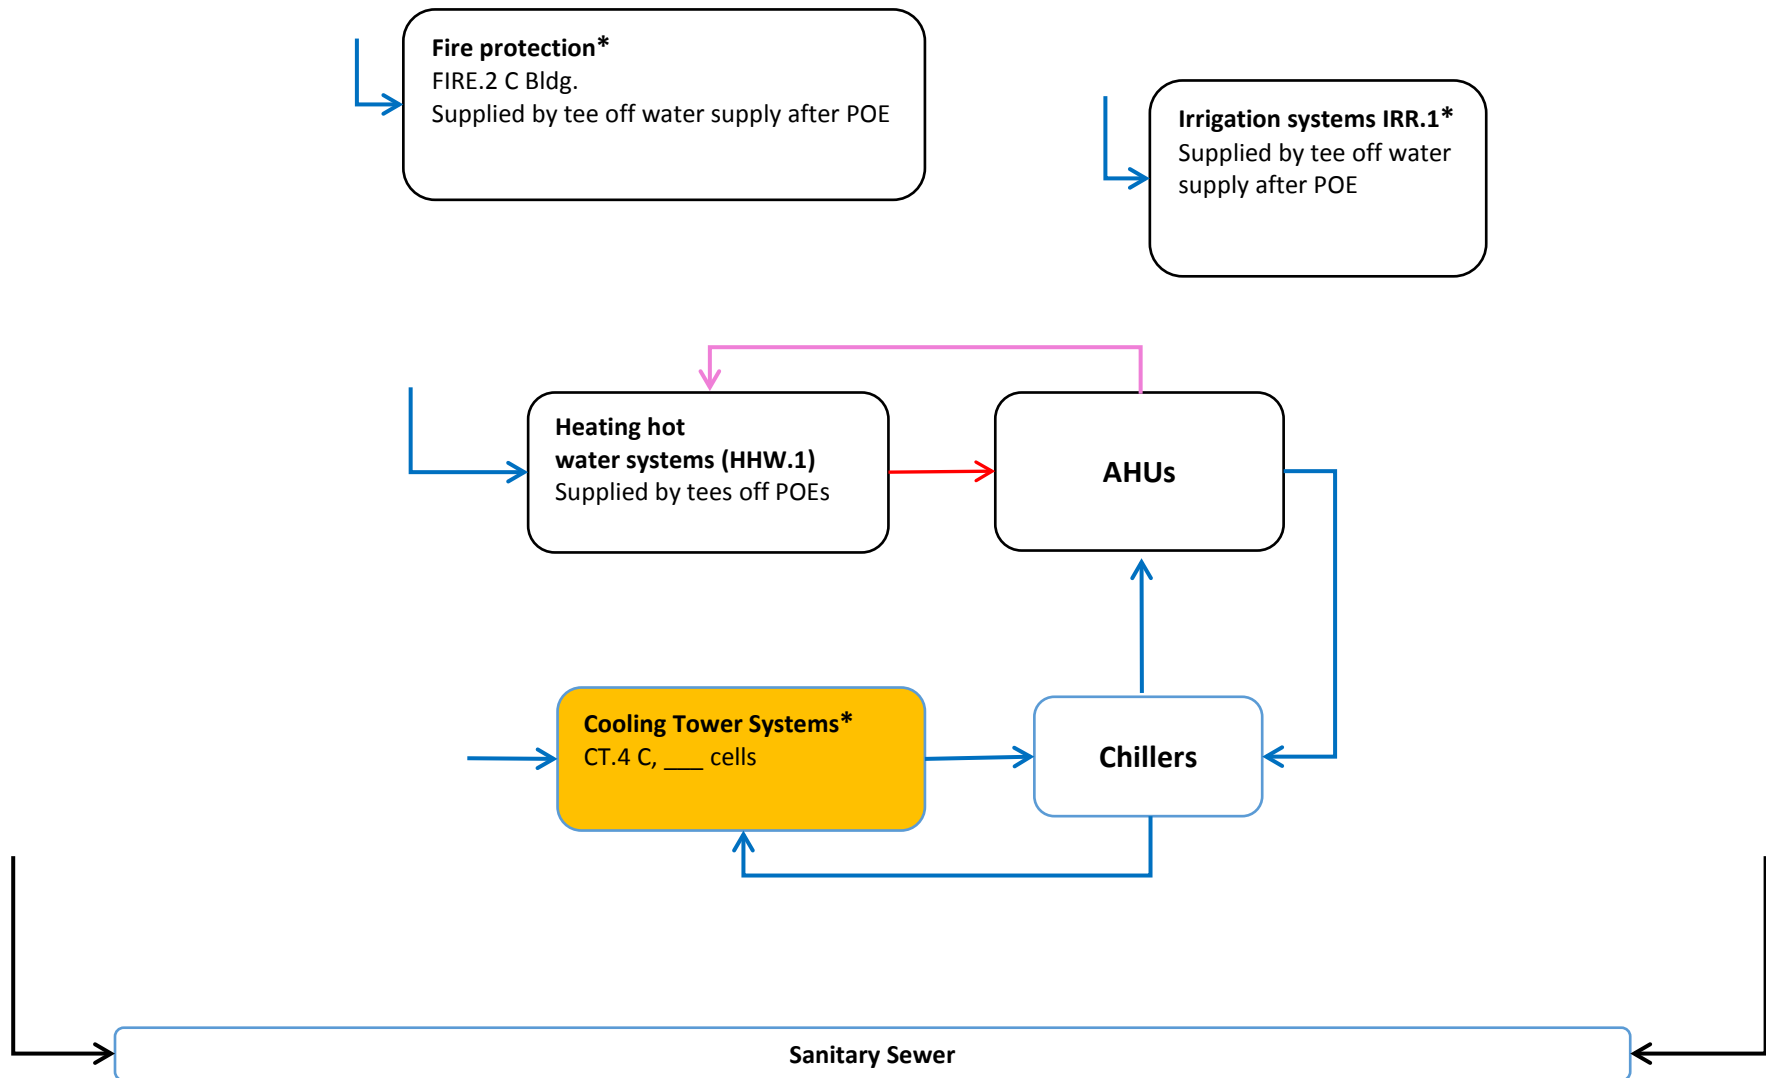 Fire protection*
FIRE.2 C Bldg.
Supplied by tee off water supply after POE
Irrigation systems IRR.1*
Supplied by tee off water
supply after POE
Heating hot
water systems (HHW.1)
Supplied by tees off POEs
AHUs
Cooling Tower Systems*
CT.4 C, ___ cells
Chillers
Sanitary Sewer